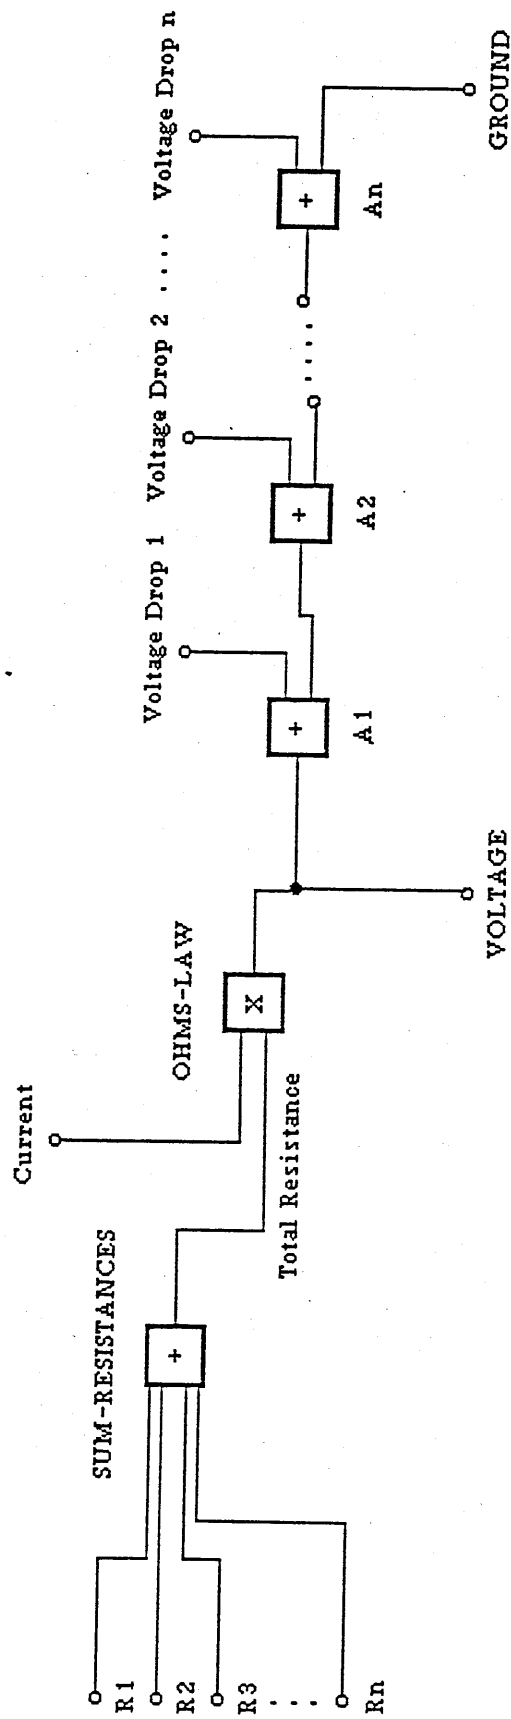 R1
R2
R3
. . .
Rn
SUM-RESISTANCES
+
Total Resistance
Current
OHMS-LAW
X
VOLTAGE
Voltage Drop 1
+
A1
Voltage Drop 2
+
A2
. . . .
. . . . .
Voltage Drop n
+
An
GROUND